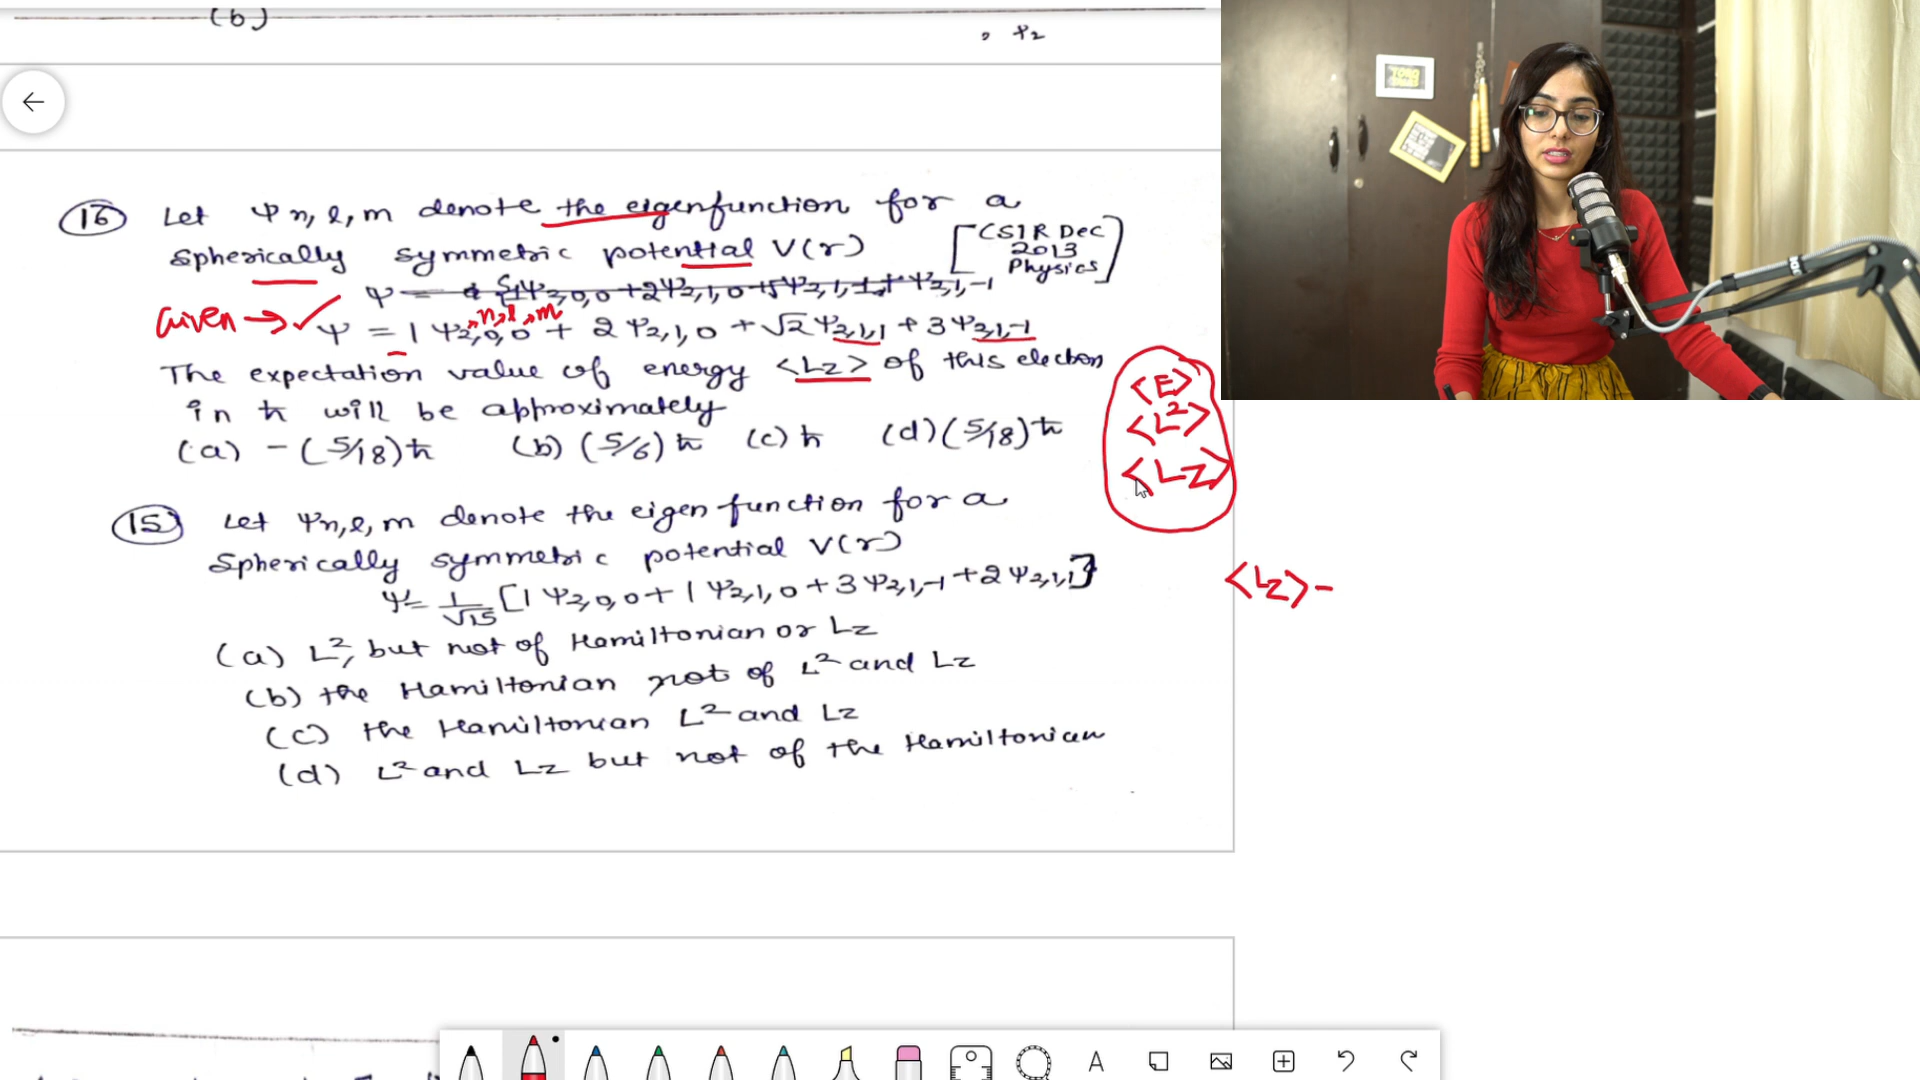 (b)
, Ψ2
(16) Let Ψ n, l, m denote the eigenfunction for a
Spherically symmetric potential V(r) [CSIR Dec 2013 Physics]
Given → ✓ n, l, m
Ψ = 1 Ψ2,0,0 + 2 Ψ2,1,0 + √2 Ψ2,1,1 + 3 Ψ2,1,-1
The expectation value of energy <Lz> of this electron
in ħ will be approximately
(a) - (5/18)ħ (b) (5/6) ħ (c) ħ (d) (5/18) ħ
<E>
<L²>
<Lz>
(15) Let Ψn,l,m denote the eigen function for a
Spherically symmetric potential V(r)
Ψ= 1/√15 [1 Ψ2,0,0 + 1 Ψ2,1,0 + 3 Ψ2,1,-1 + 2 Ψ2,1,1]
<Lz> -
(a) L², but not of Hamiltonian or Lz
(b) the Hamiltonian not of L² and Lz
(c) the Hamiltonian L² and Lz
(d) L² and Lz but not of the Hamiltonian
A